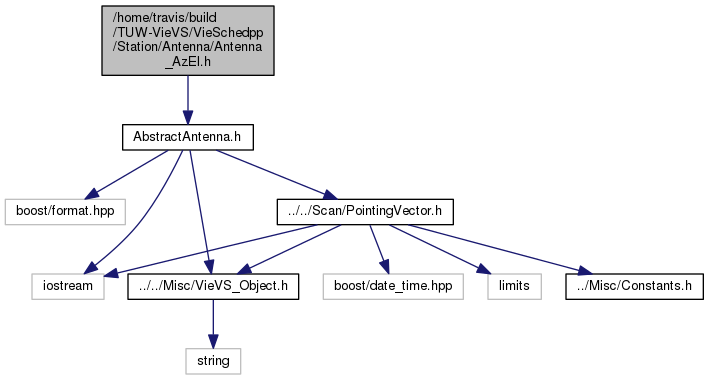 /home/travis/build
/TUW-VieVS/VieSchedpp
/Station/Antenna/Antenna
_AzEl.h
AbstractAntenna.h
boost/format.hpp
../../Scan/PointingVector.h
iostream
../../Misc/VieVS_Object.h
boost/date_time.hpp
limits
../Misc/Constants.h
string